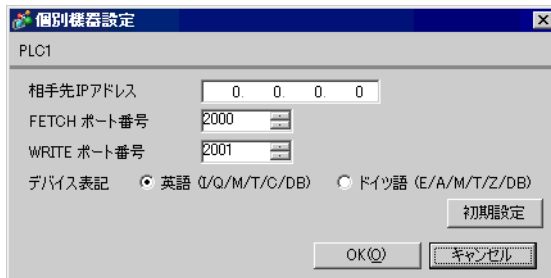 個別機器設定
PLC1
相手先IPアドレス 0. 0. 0. 0
FETCH ポート番号 2000
WRITE ポート番号 2001
デバイス表記 英語 (I/Q/M/T/C/DB) ドイツ語 (E/A/M/T/Z/DB)
初期設定
OK(O) キャンセル